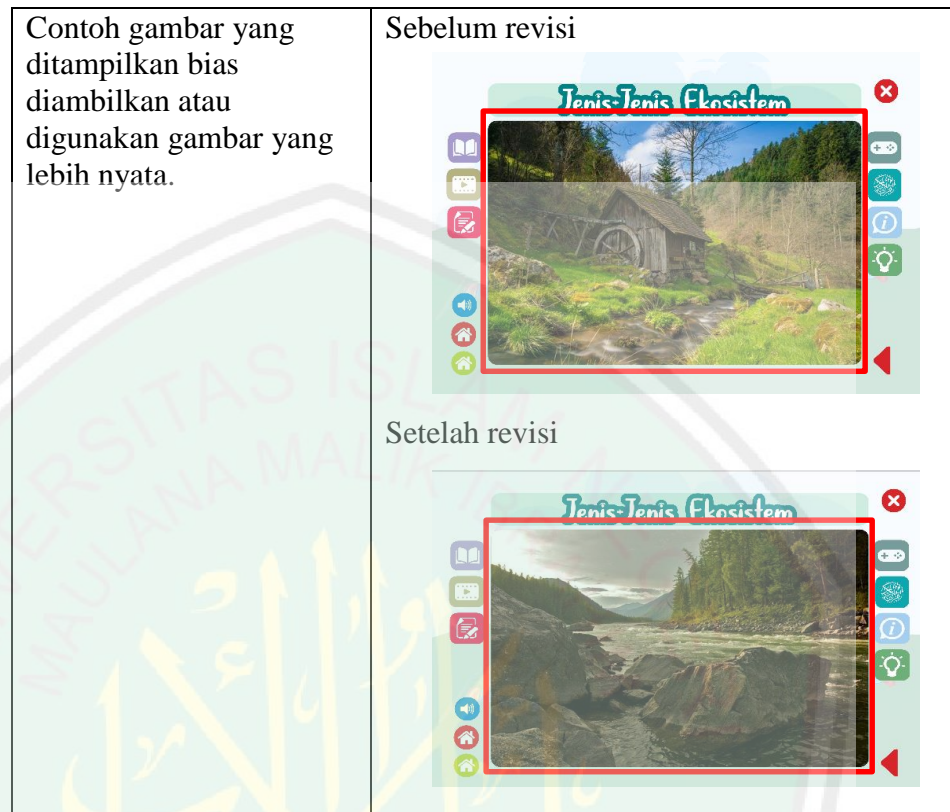 Contoh gambar yang
ditampilkan bias
diambilkan atau
digunakan gambar yang
lebih nyata.
Sebelum revisi
Jenis-Jenis Ekosistem
Setelah revisi
Jenis-Jenis Ekosistem